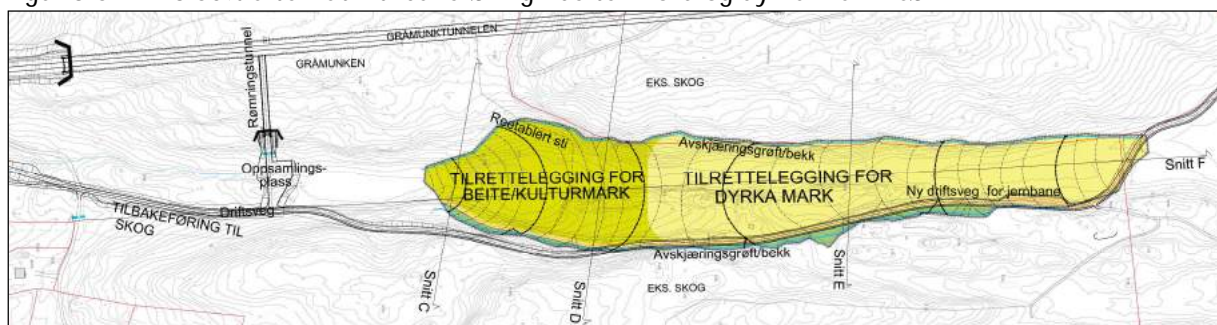 GRÅMUNKTUNNELEN
GRÅMUNKEN
Rømningstunnel
EKS. SKOG
Reetablert sti
Avskjæringsgrøft/bekk
Oppsamlings-
plass
TILRETTELEGGING FOR
BEITE/KULTURMARK
TILRETTELEGGING FOR
DYRKA MARK
Snitt F
Ny driftsveg for jernbane
Driftsveg
TILBAKEFØRING TIL
SKOG
Avskjæringsgrøft/bekk
EKS. SKOG
Snitt C
Snitt D
Snitt E